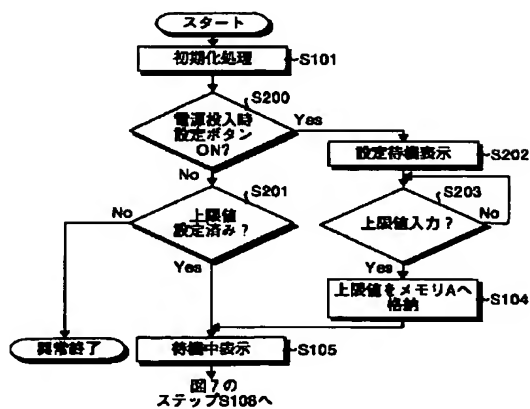 スタート
初期化処理
S101
S200
電源投入時
設定ボタン
ON?
Yes
No
設定待機表示
S202
S201
上限値
設定済み？
No
Yes
S203
上限値入力？
No
Yes
上限値をメモリAへ
格納
S104
異常終了
待機中表示
S105
図7の
ステップS106へ